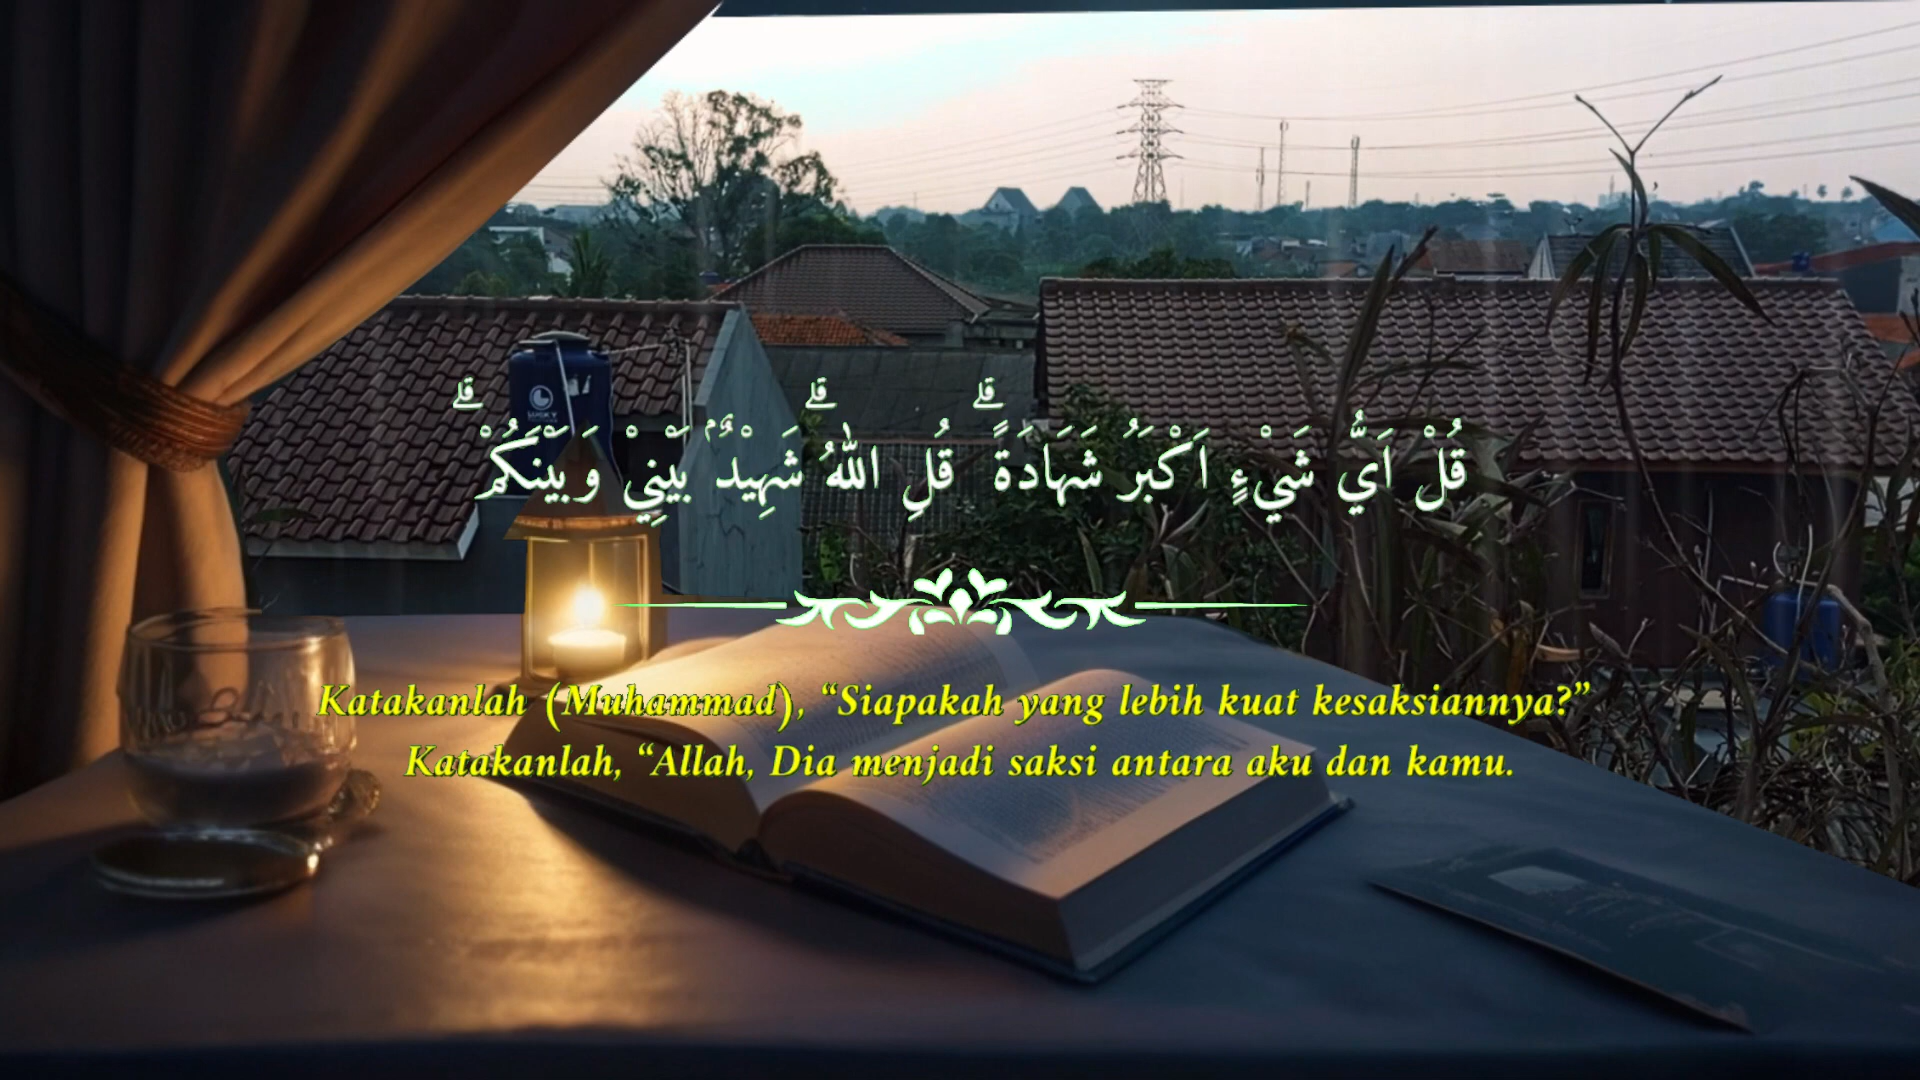 قُلْ اَيُّ شَيْءٍ اَكْبَرُ شَهَادَةًۗ قُلِ اللّٰهُ ۗشَهِيْدٌۢ بَيْنِيْ وَبَيْنَكُمْۗ
Katakanlah (Muhammad), “Siapakah yang lebih kuat kesaksiannya?”
Katakanlah, “Allah, Dia menjadi saksi antara aku dan kamu.